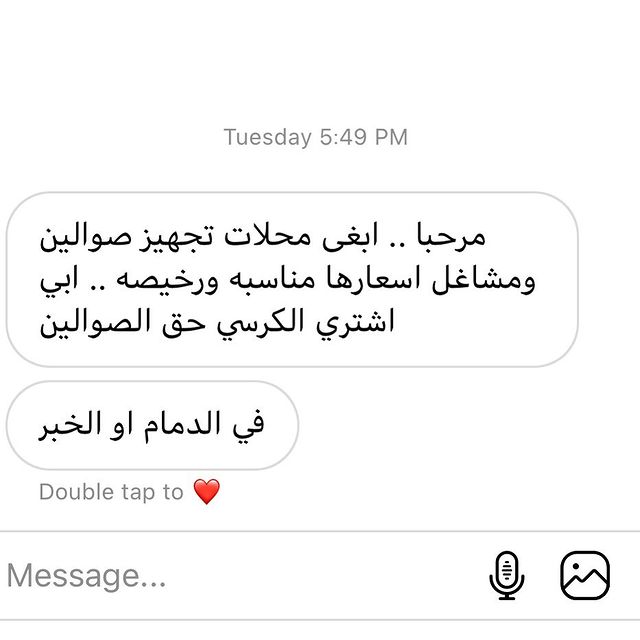 Tuesday 5:49 PM
مرحبا .. ابغى محلات تجهيز صوالين
ومشاغل اسعارها مناسبه ورخيصه .. ابي
اشتري الكرسي حق الصوالين
في الدمام او الخبر
Double tap to ❤️
Message...